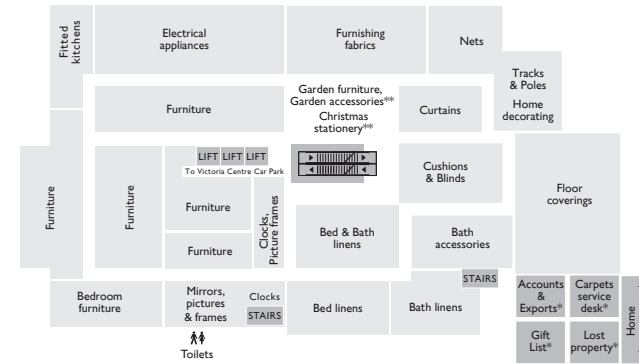 Fitted
kitchens
Electrical
appliances
Furnishing
fabrics
Nets
Tracks
& Poles
Home
decorating
Furniture
Garden furniture,
Garden accessories**
Christmas
stationery**
Curtains
LIFT LIFT LIFT
To Victoria Centre Car Park
Cushions
& Blinds
Floor
coverings
Furniture
Furniture
Furniture
Furniture
Clocks,
Picture frames
Bed & Bath
linens
Bath
accessories
STAIRS
Bedroom
furniture
Mirrors,
pictures
& frames
Clocks
STAIRS
Bed linens
Bath linens
Accounts
&
Exports*
Carpets
service
desk*
Gift
List*
Lost
property*
Home
Toilets